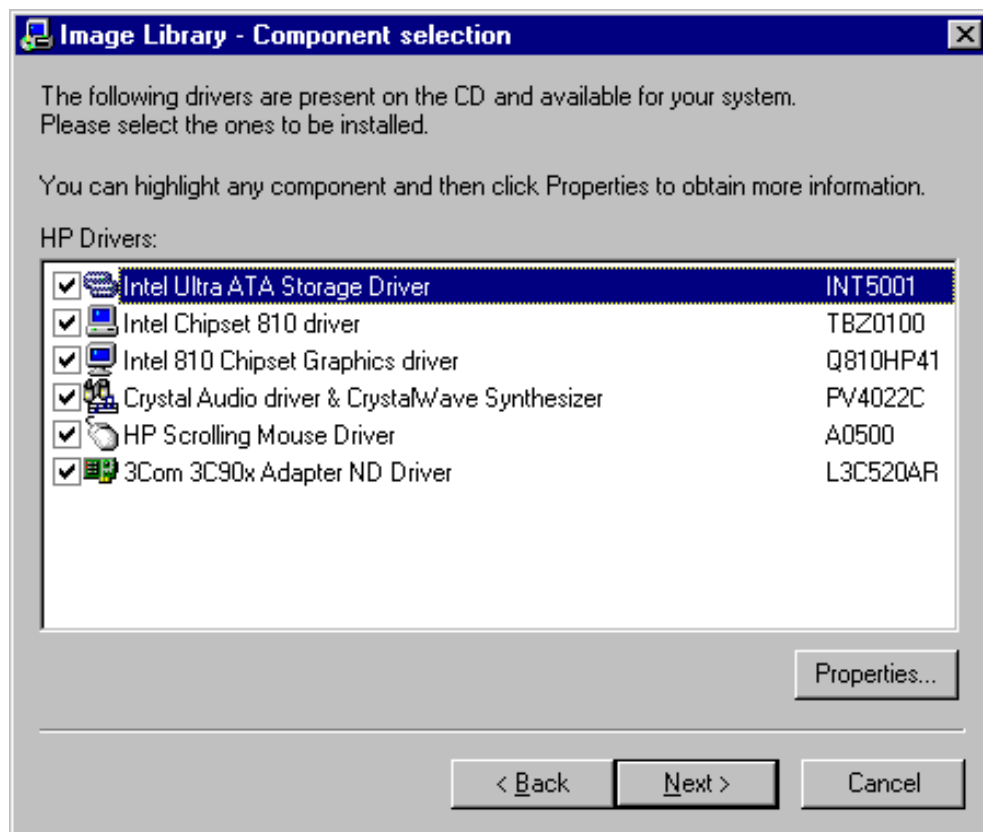 Image Library - Component selection
The following drivers are present on the CD and available for your system.
Please select the ones to be installed.
You can highlight any component and then click Properties to obtain more information.
HP Drivers:
Intel Ultra ATA Storage Driver INT5001
Intel Chipset 810 driver TBZ0100
Intel 810 Chipset Graphics driver Q810HP41
Crystal Audio driver & CrystalWave Synthesizer PV4022C
HP Scrolling Mouse Driver A0500
3Com 3C90x Adapter ND Driver L3C520AR
Properties...
< Back Next > Cancel